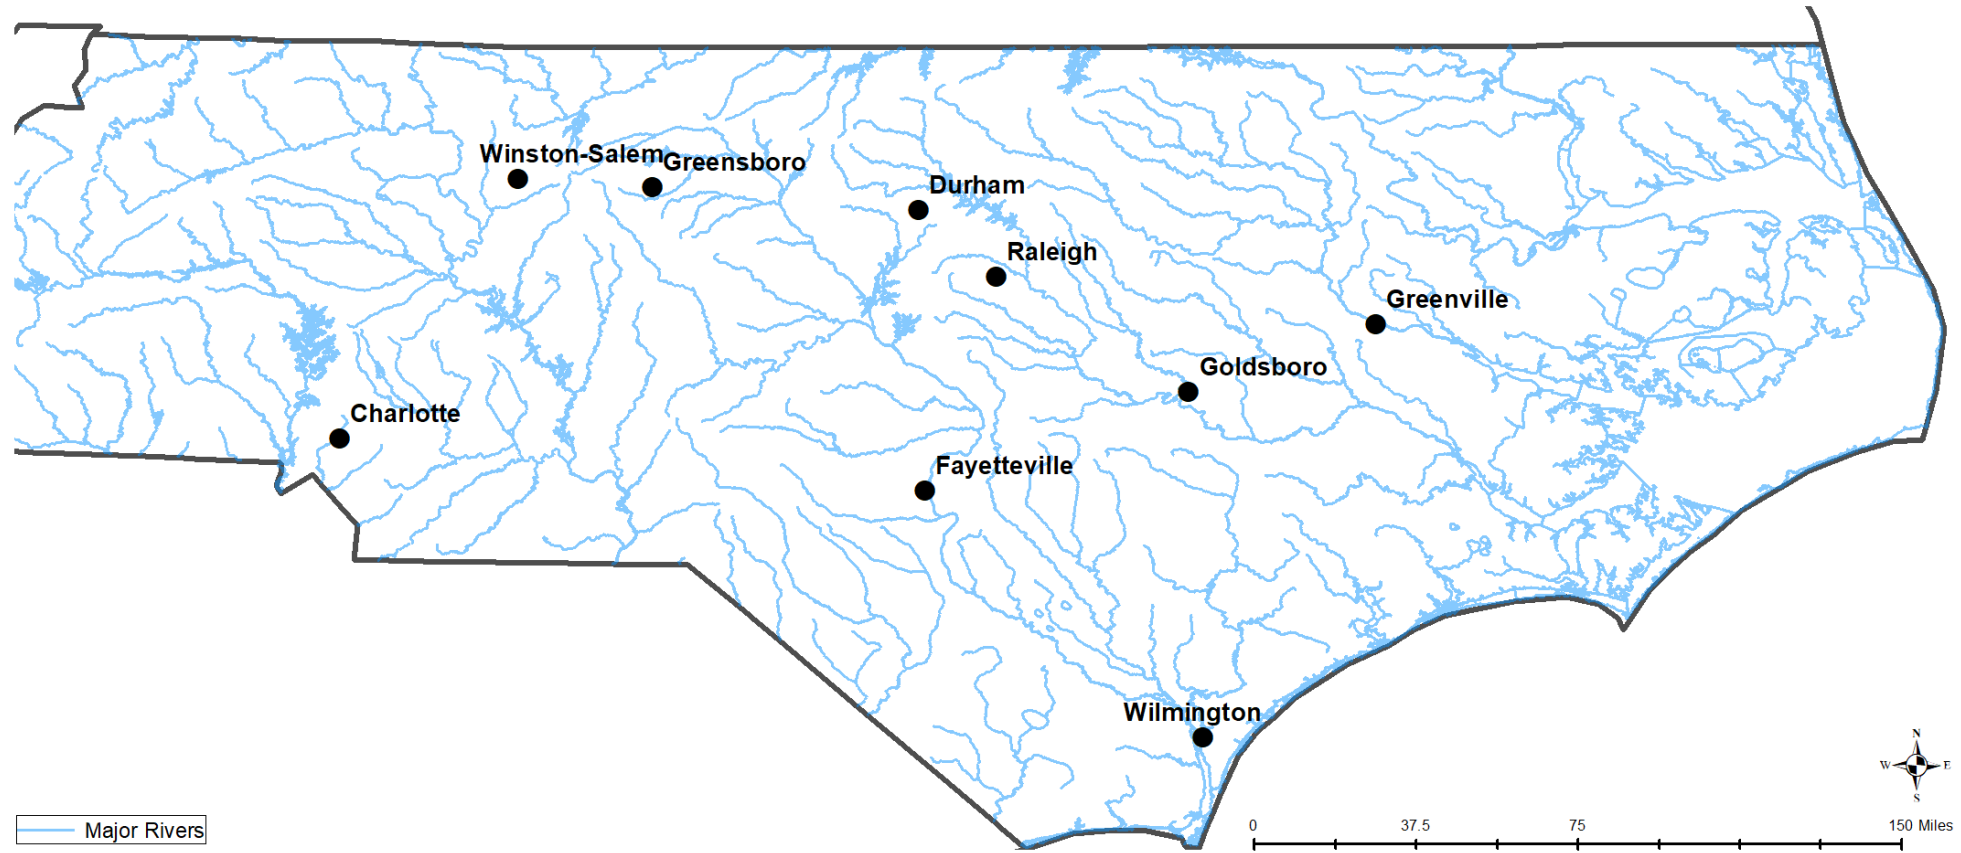 Winston-Salem
Greensboro
Durham
Raleigh
Greenville
Goldsboro
Charlotte
Fayetteville
Wilmington
N
W E
S
Major Rivers
0 37.5 75 150 Miles